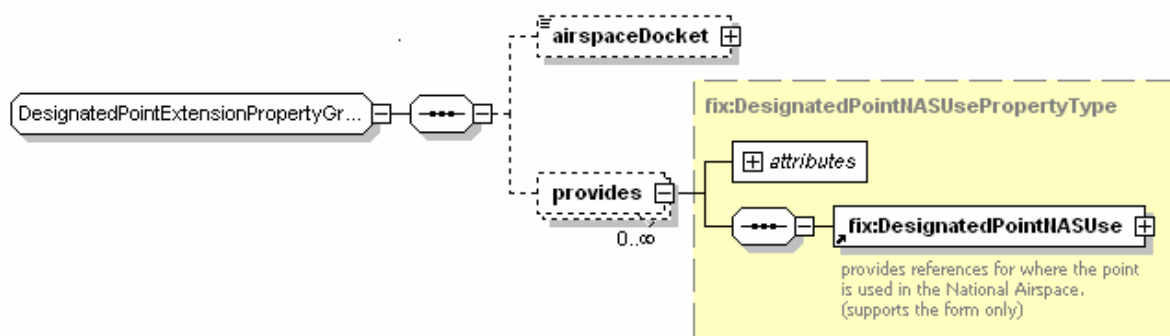 airspaceDocket
DesignatedPointExtensionPropertyGr...
fix:DesignatedPointNASUsePropertyType
attributes
provides
0..∞
fix:DesignatedPointNASUse
provides references for where the point
is used in the National Airspace.
(supports the form only)